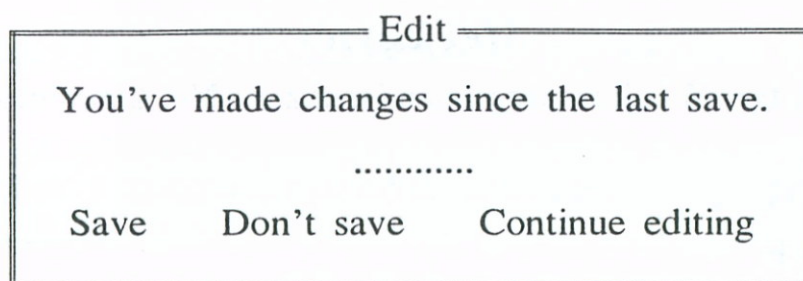 Edit
You've made changes since the last save.
............
Save Don't save Continue editing